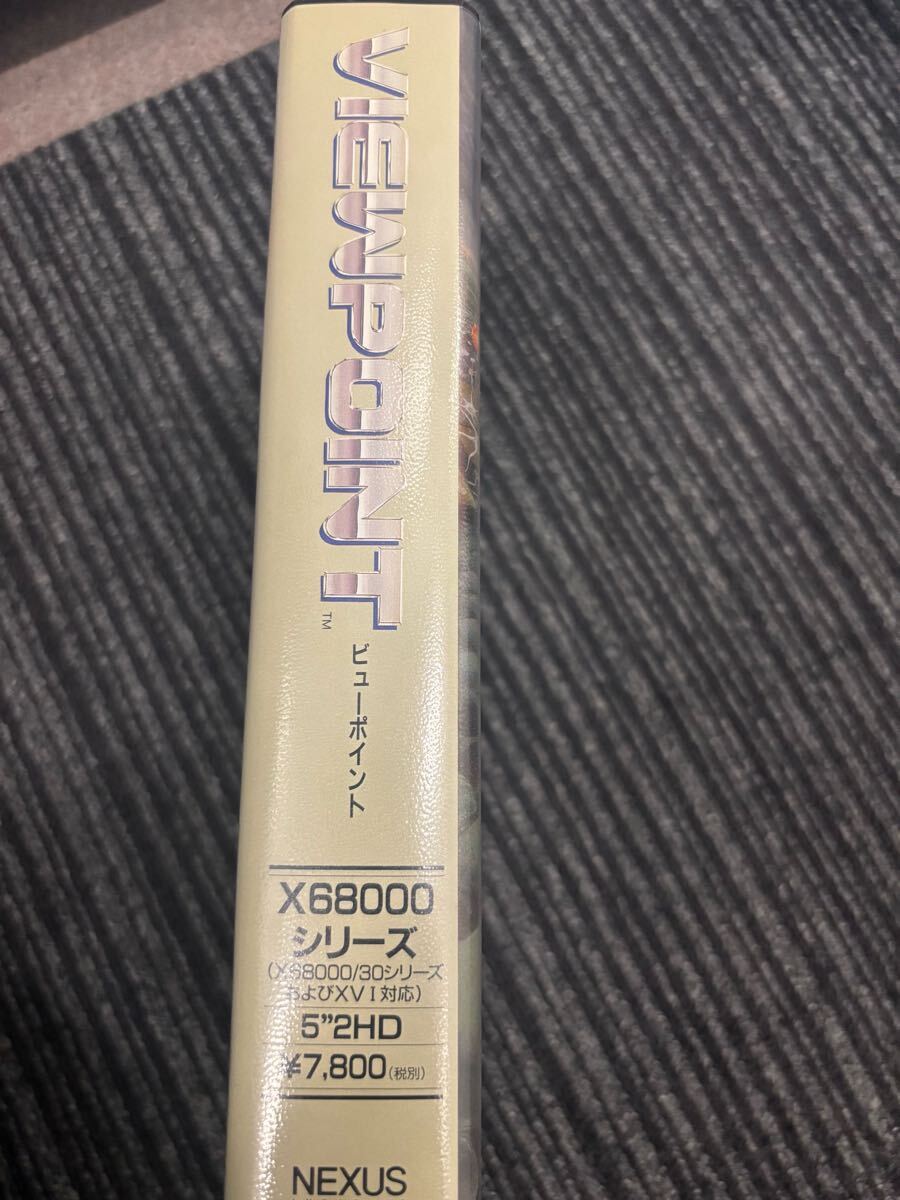 VIEWPOINT
TM
ビューポイント
X68000
シリーズ
(X68000/30シリーズ
およびXVI対応)
5”2HD
¥7,800(税別)
NEXUS